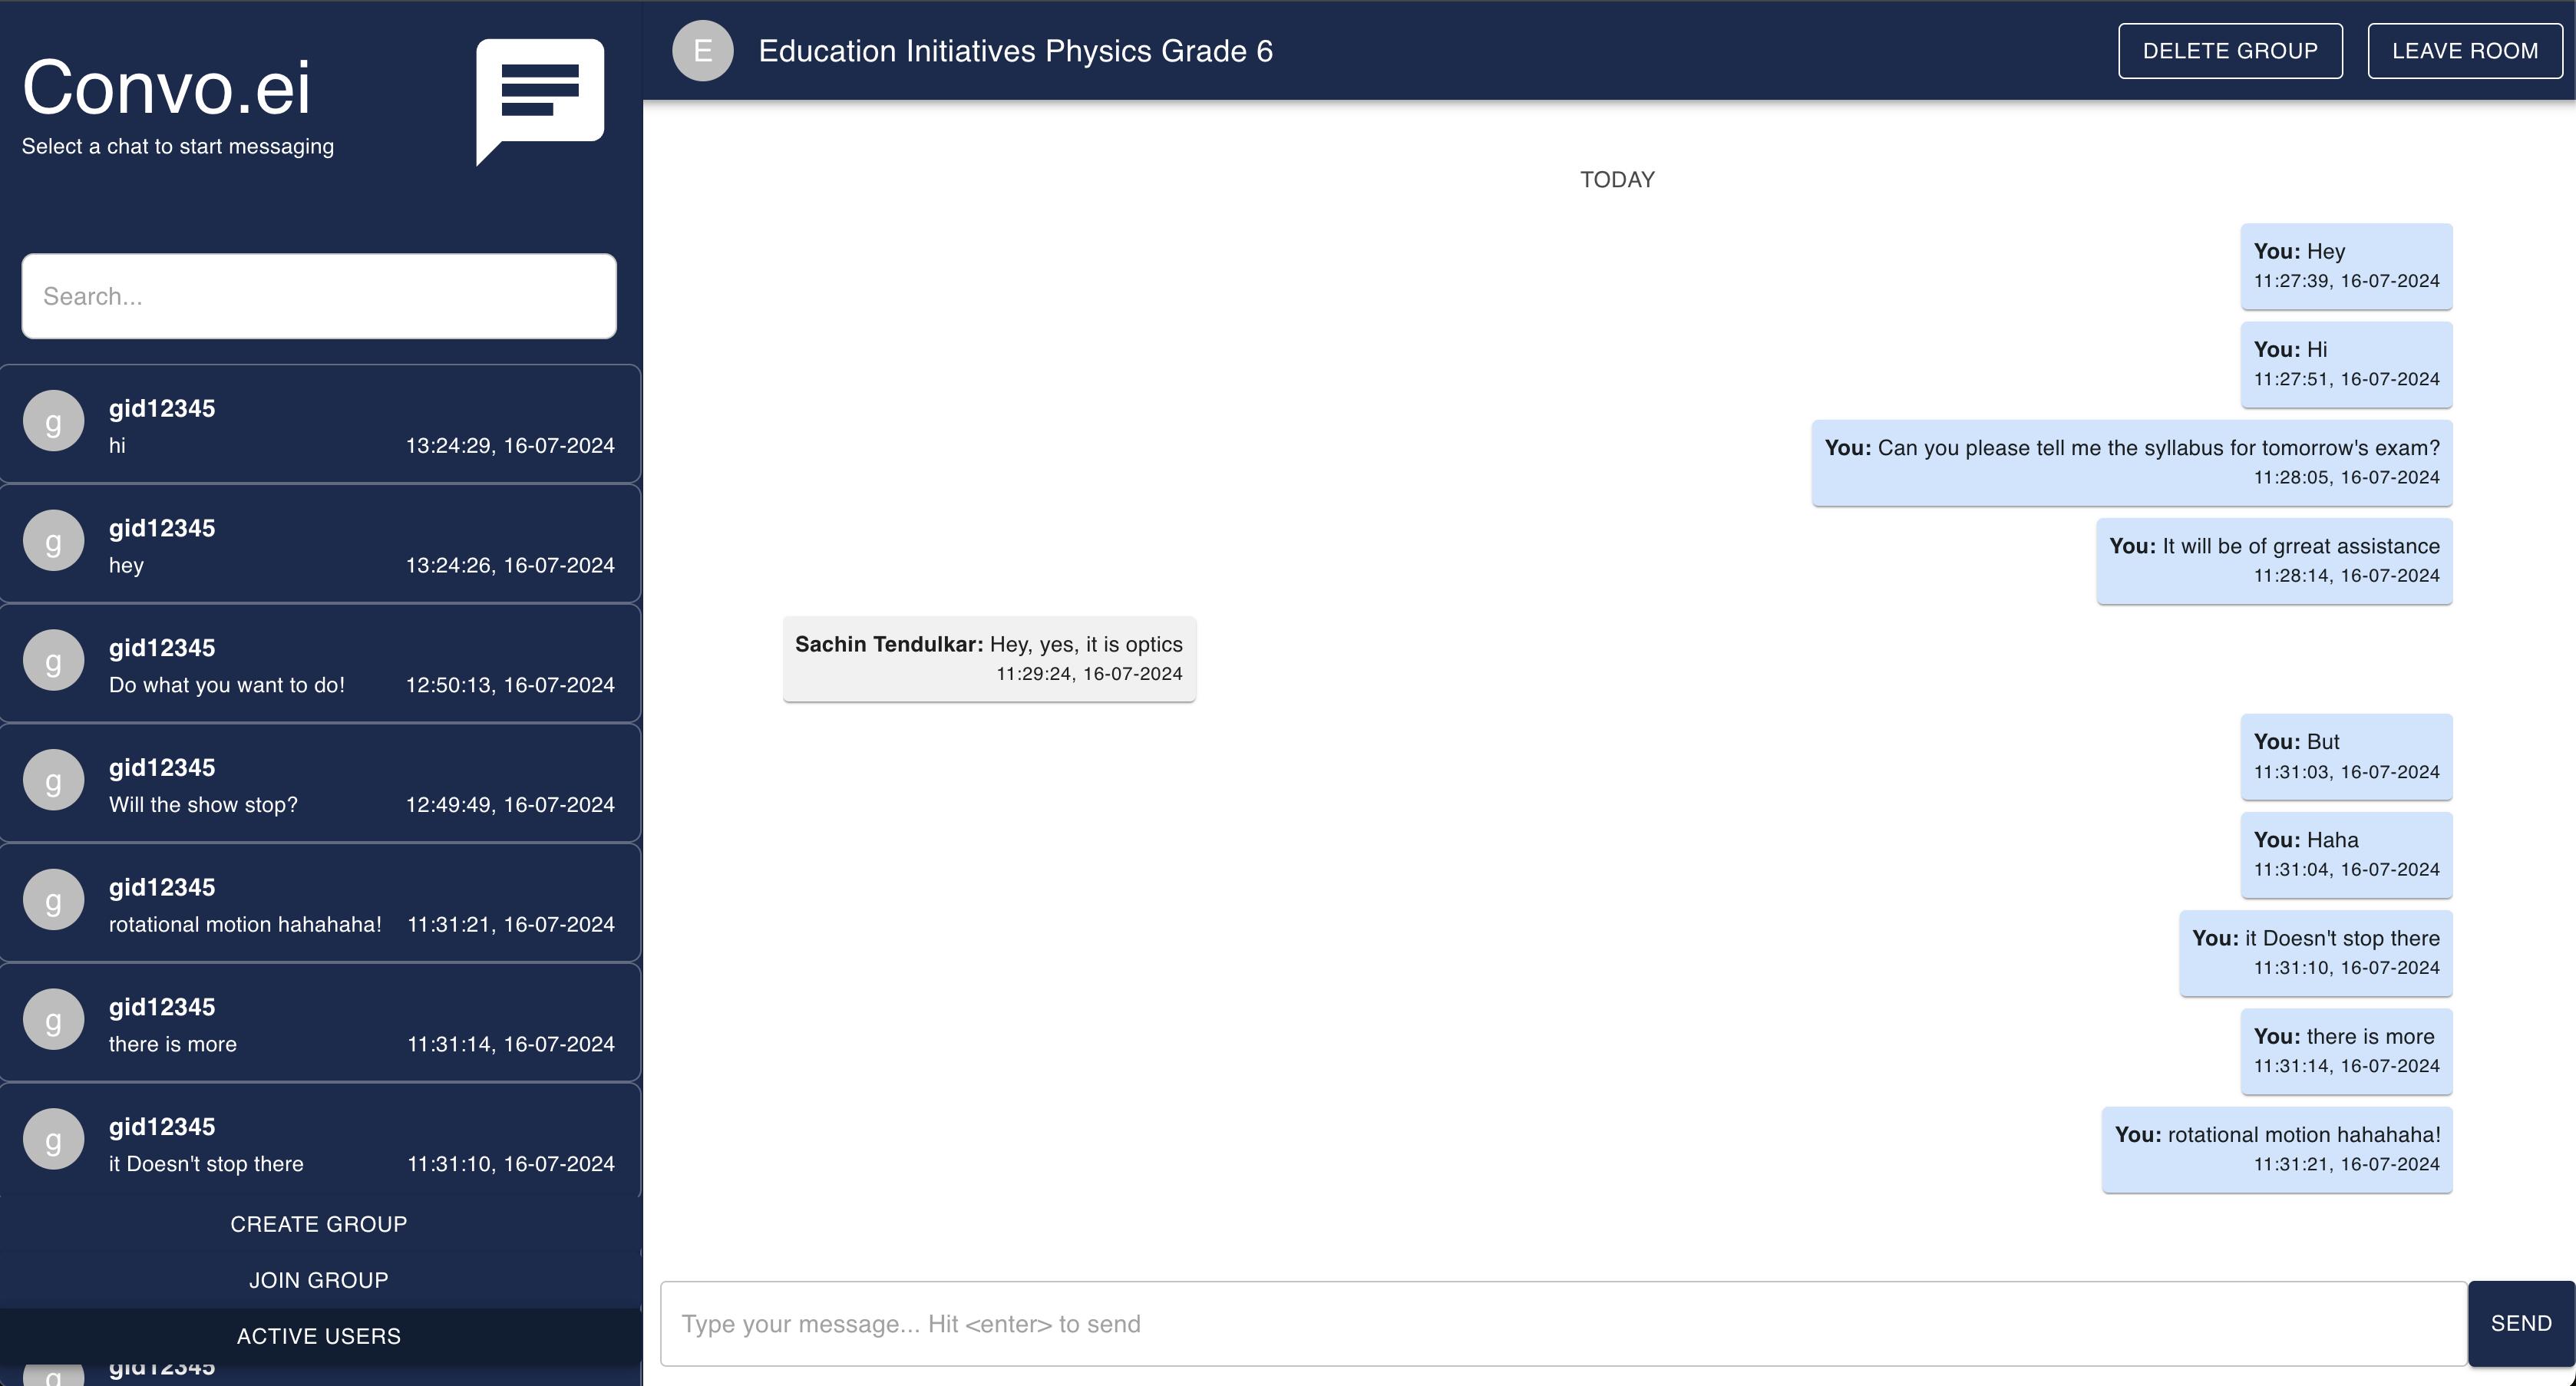 Convo.ei
Select a chat to start messaging
Search...
g
gid12345
hi 13:24:29, 16-07-2024
g
gid12345
hey 13:24:26, 16-07-2024
g
gid12345
Do what you want to do! 12:50:13, 16-07-2024
g
gid12345
Will the show stop? 12:49:49, 16-07-2024
g
gid12345
rotational motion hahahaha! 11:31:21, 16-07-2024
g
gid12345
there is more 11:31:14, 16-07-2024
g
gid12345
it Doesn't stop there 11:31:10, 16-07-2024
CREATE GROUP
JOIN GROUP
ACTIVE USERS
g
gid12345
E
Education Initiatives Physics Grade 6
DELETE GROUP
LEAVE ROOM
TODAY
You: Hey
11:27:39, 16-07-2024
You: Hi
11:27:51, 16-07-2024
You: Can you please tell me the syllabus for tomorrow's exam?
11:28:05, 16-07-2024
You: It will be of grreat assistance
11:28:14, 16-07-2024
Sachin Tendulkar: Hey, yes, it is optics
11:29:24, 16-07-2024
You: But
11:31:03, 16-07-2024
You: Haha
11:31:04, 16-07-2024
You: it Doesn't stop there
11:31:10, 16-07-2024
You: there is more
11:31:14, 16-07-2024
You: rotational motion hahahaha!
11:31:21, 16-07-2024
Type your message... Hit <enter> to send
SEND